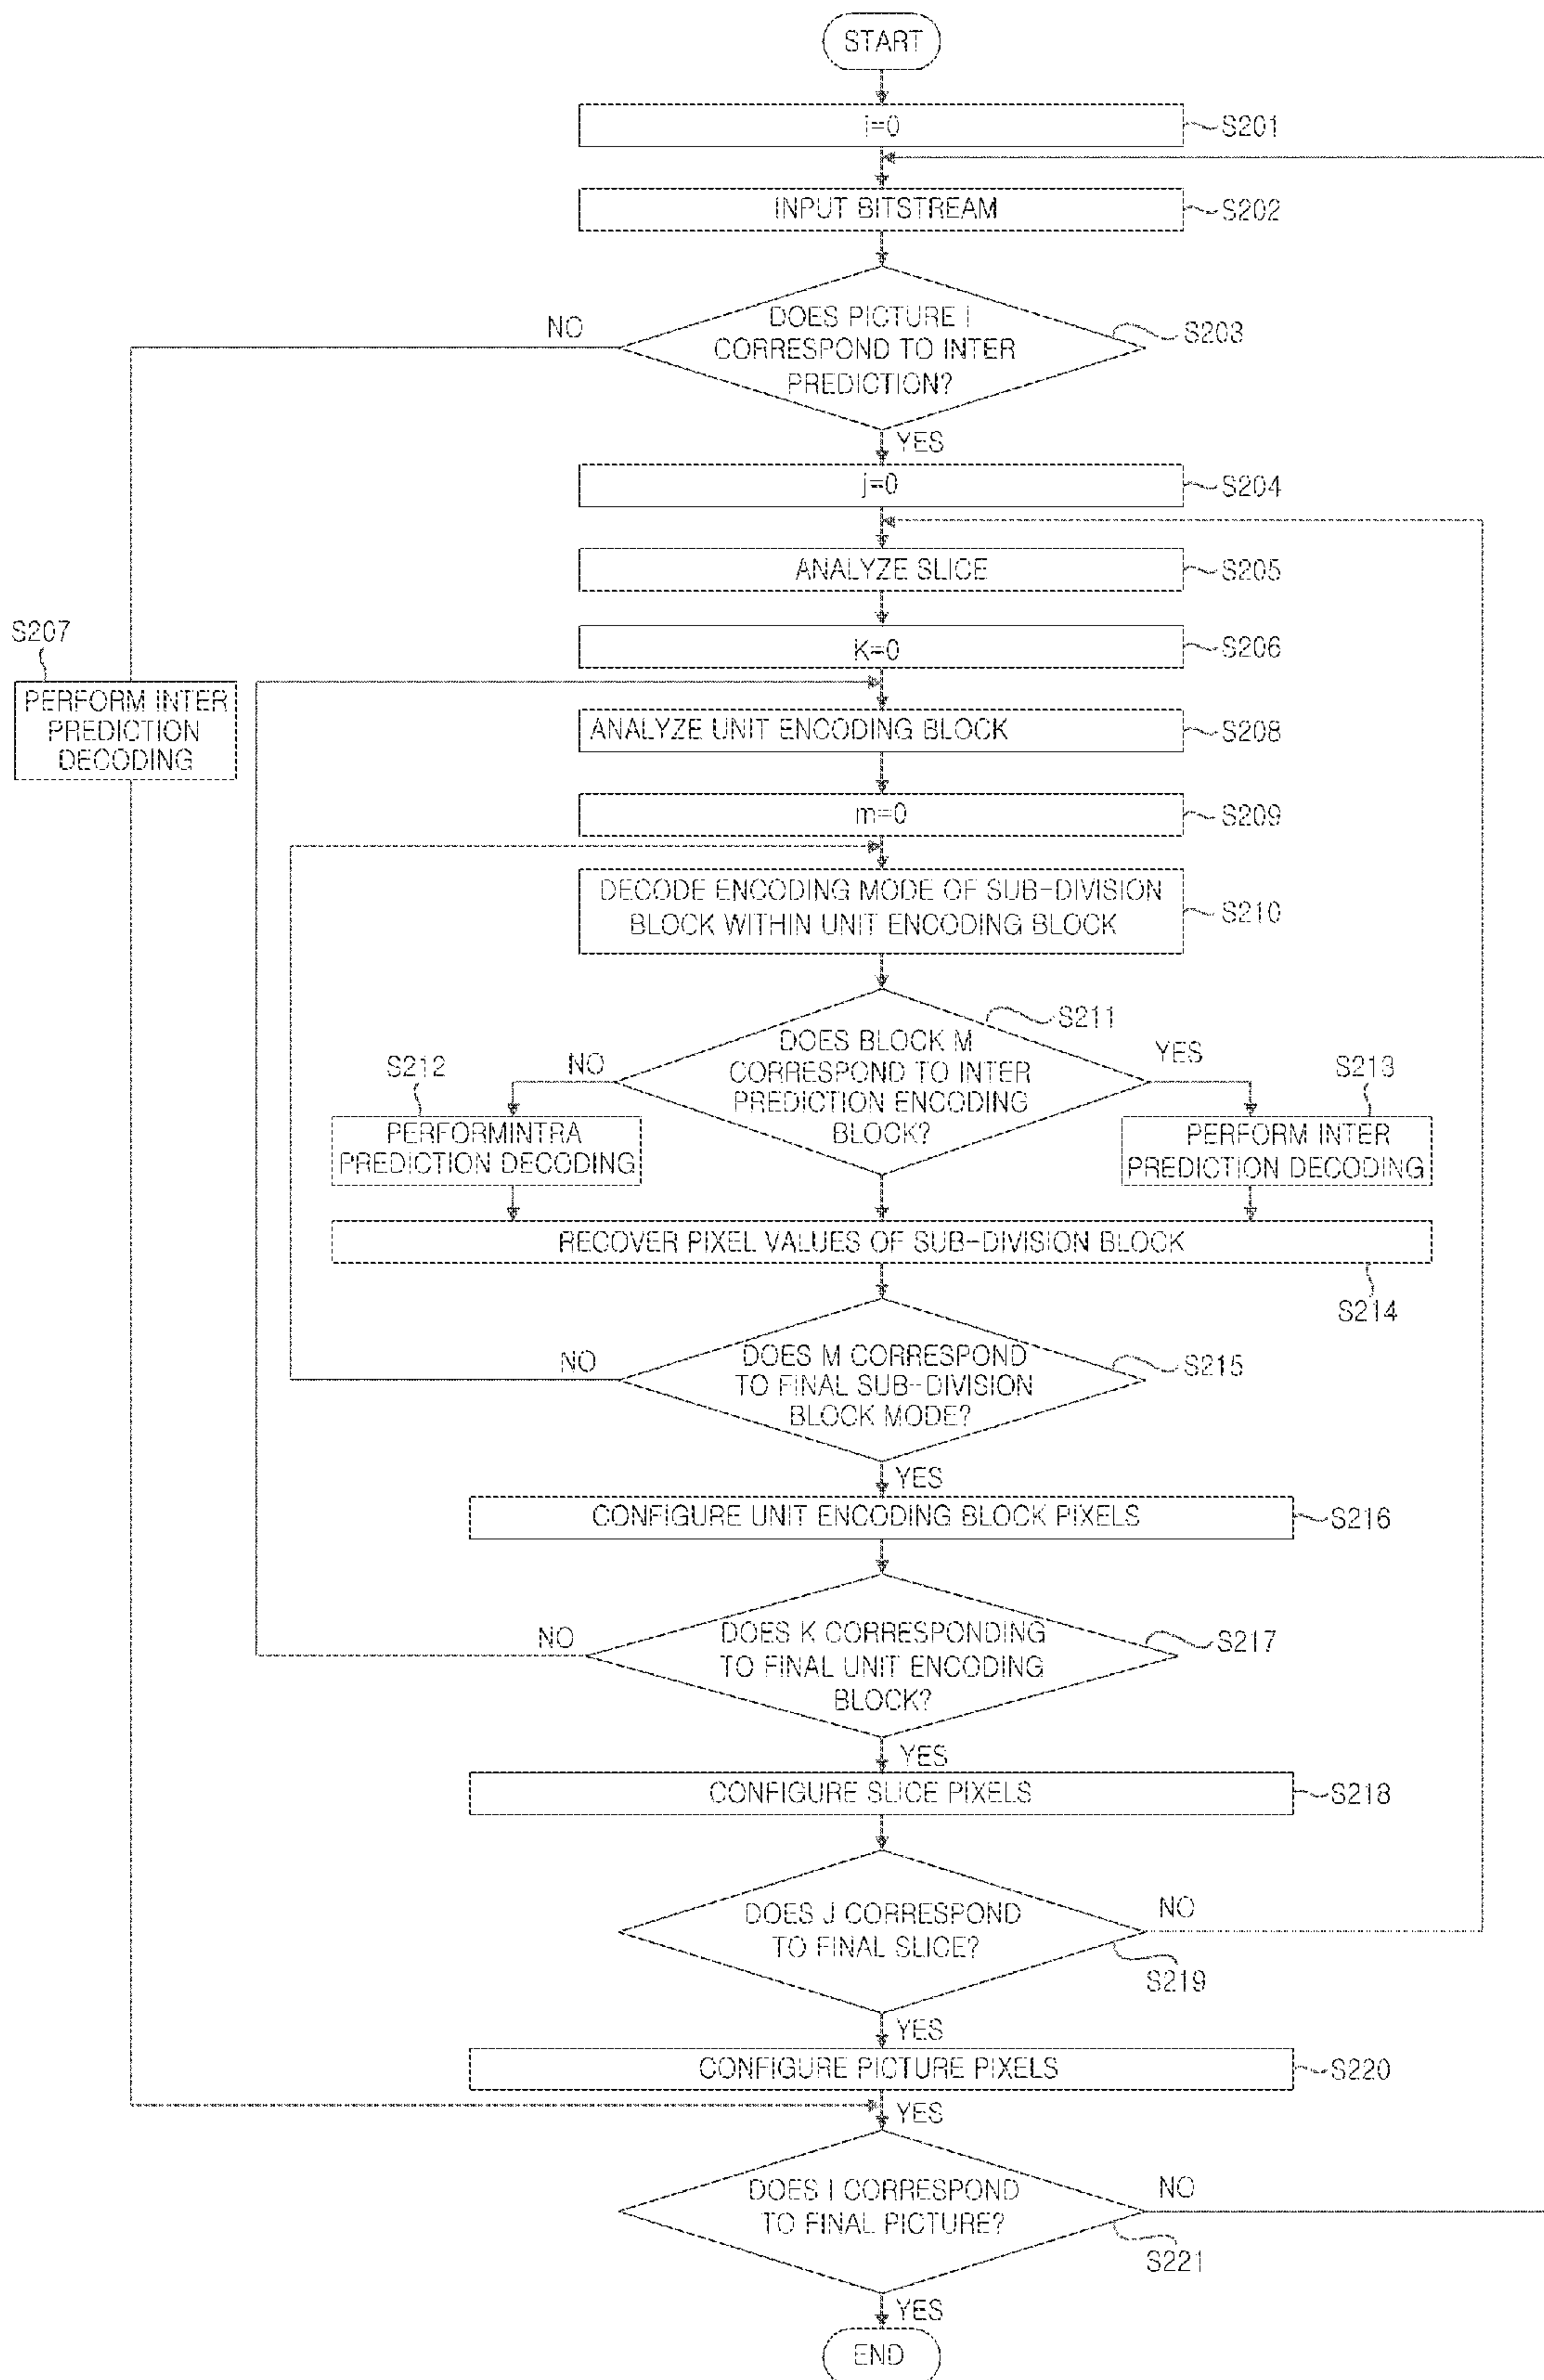 START
i=0
S201
INPUT BITSTREAM
S202
DOES PICTURE I
CORRESPOND TO INTER
PREDICTION?
S203
NO
YES
j=0
S204
ANALYZE SLICE
S205
K=0
S206
S207
PERFORM INTER
PREDICTION
DECODING
ANALYZE UNIT ENCODING BLOCK
S208
m=0
S209
DECODE ENCODING MODE OF SUB-DIVISION
BLOCK WITHIN UNIT ENCODING BLOCK
S210
DOES BLOCK M
CORRESPOND TO INTER
PREDICTION ENCODING
BLOCK?
S211
NO
YES
S212
PERFORMINTRA
PREDICTION DECODING
S213
PERFORM INTER
PREDICTION DECODING
RECOVER PIXEL VALUES OF SUB-DIVISION BLOCK
S214
DOES M CORRESPOND
TO FINAL SUB-DIVISION
BLOCK MODE?
S215
NO
YES
CONFIGURE UNIT ENCODING BLOCK PIXELS
S216
DOES K CORRESPONDING
TO FINAL UNIT ENCODING
BLOCK?
S217
NO
YES
CONFIGURE SLICE PIXELS
S218
DOES J CORRESPOND
TO FINAL SLICE?
NO
S219
YES
CONFIGURE PICTURE PIXELS
S220
YES
DOES I CORRESPOND
TO FINAL PICTURE?
NO
S221
YES
END